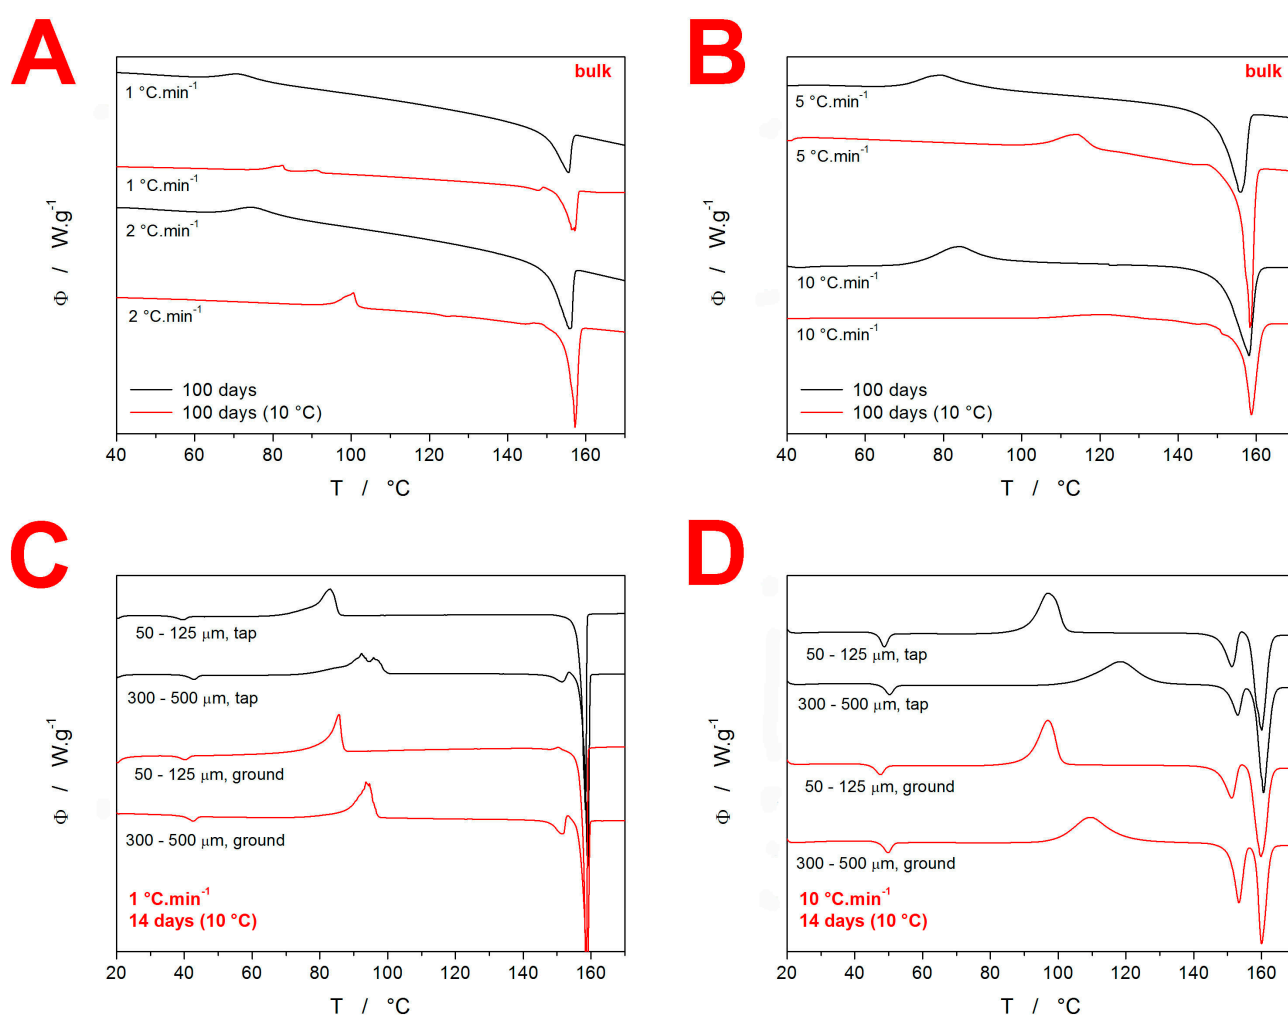 A
bulk
1 °C.min⁻¹
1 °C.min⁻¹
2 °C.min⁻¹
2 °C.min⁻¹
100 days
100 days (10 °C)
Φ / W.g⁻¹
40 60 80 100 120 140 160
T / °C
B
bulk
5 °C.min⁻¹
5 °C.min⁻¹
10 °C.min⁻¹
10 °C.min⁻¹
100 days
100 days (10 °C)
Φ / W.g⁻¹
40 60 80 100 120 140 160
T / °C
C
50 - 125 μm, tap
300 - 500 μm, tap
50 - 125 μm, ground
300 - 500 μm, ground
1 °C.min⁻¹
14 days (10 °C)
Φ / W.g⁻¹
20 40 60 80 100 120 140 160
T / °C
D
50 - 125 μm, tap
300 - 500 μm, tap
50 - 125 μm, ground
300 - 500 μm, ground
10 °C.min⁻¹
14 days (10 °C)
Φ / W.g⁻¹
20 40 60 80 100 120 140 160
T / °C